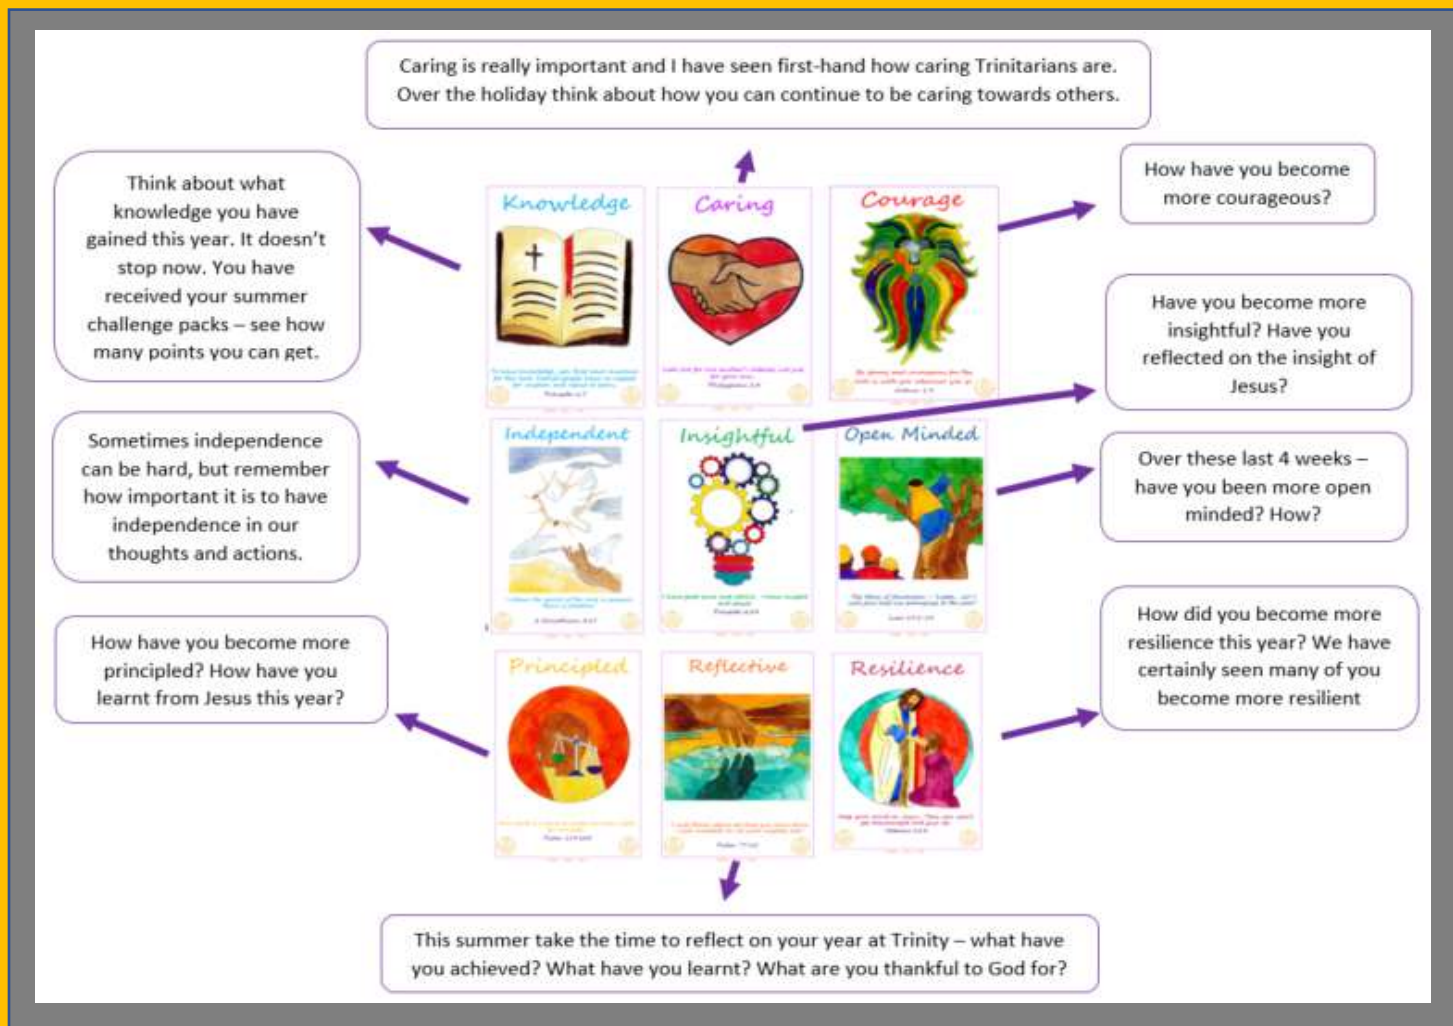 Caring is really important and I have seen first-hand how caring Trinitarians are.
Over the holiday think about how you can continue to be caring towards others.
Think about what
knowledge you have
gained this year. It doesn't
stop now. You have
received your summer
challenge packs – see how
many points you can get.
How have you become
more courageous?
Knowledge
Caring
Courage
Have you become more
insightful? Have you
reflected on the insight of
Jesus?
Sometimes independence
can be hard, but remember
how important it is to have
independence in our
thoughts and actions.
Independent
Insightful
Open Minded
Over these last 4 weeks –
have you been more open
minded? How?
How have you become more
principled? How have you
learnt from Jesus this year?
Principled
Reflective
Resilience
How did you become more
resilience this year? We have
certainly seen many of you
become more resilient
This summer take the time to reflect on your year at Trinity – what have
you achieved? What have you learnt? What are you thankful to God for?